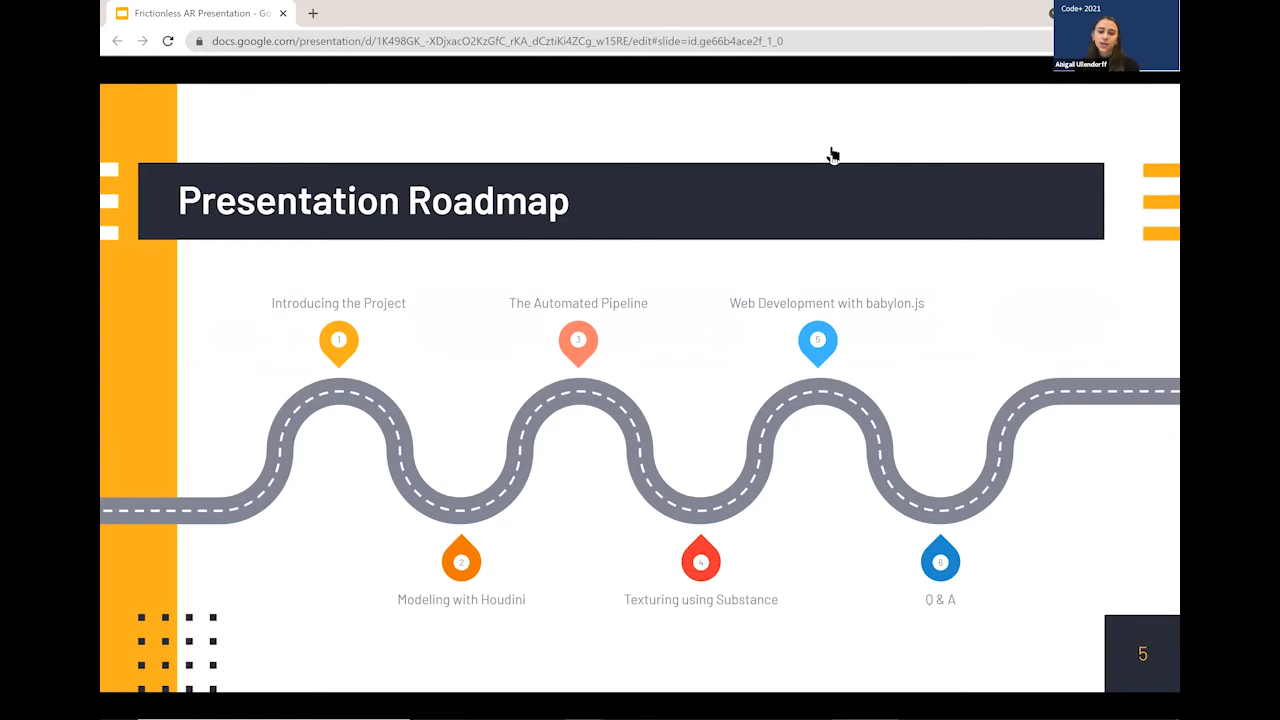 Frictionless AR Presentation - Go
Code+ 2021
docs.google.com/presentation/d/1K498GK_-XDjxacO2KzGfC_rKA_dCztiKi4ZCg_w15RE/edit#slide=id.ge66b4ace2f_1_0
Abigail Ullendorff
Presentation Roadmap
Introducing the Project
The Automated Pipeline
Web Development with babylon.js
1
3
5
2
4
6
Modeling with Houdini
Texturing using Substance
Q & A
5